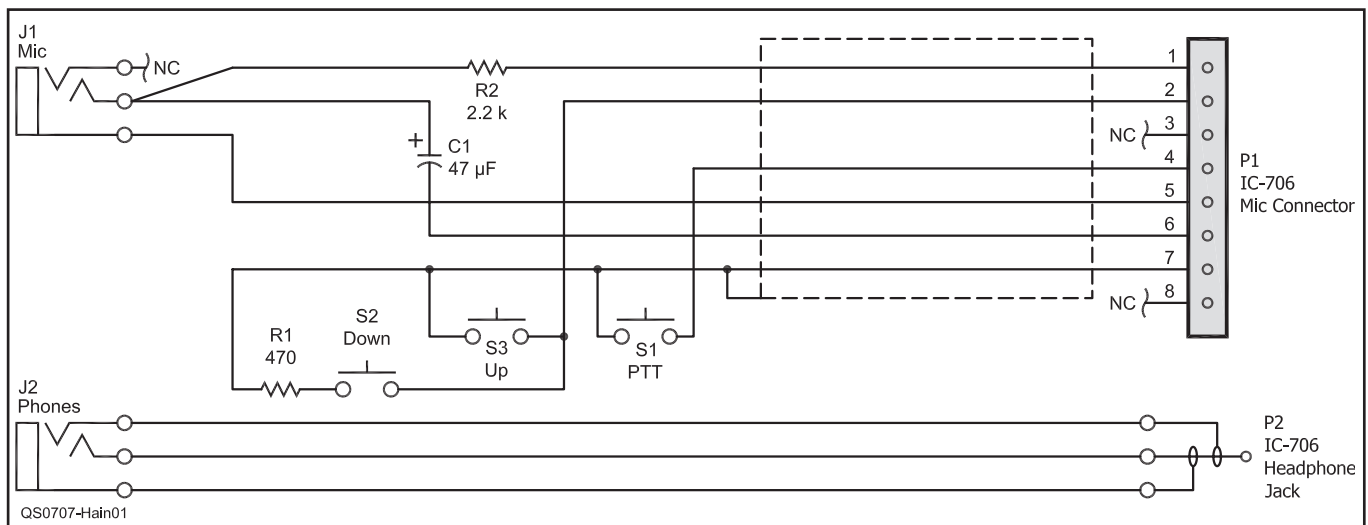 J1
Mic
NC
R2
2.2 k
+
C1
47 µF
1
2
3
NC
4
5
6
7
8
NC
P1
IC-706
Mic Connector
R1
470
S2
Down
S3
Up
S1
PTT
J2
Phones
P2
IC-706
Headphone
Jack
QS0707-Hain01